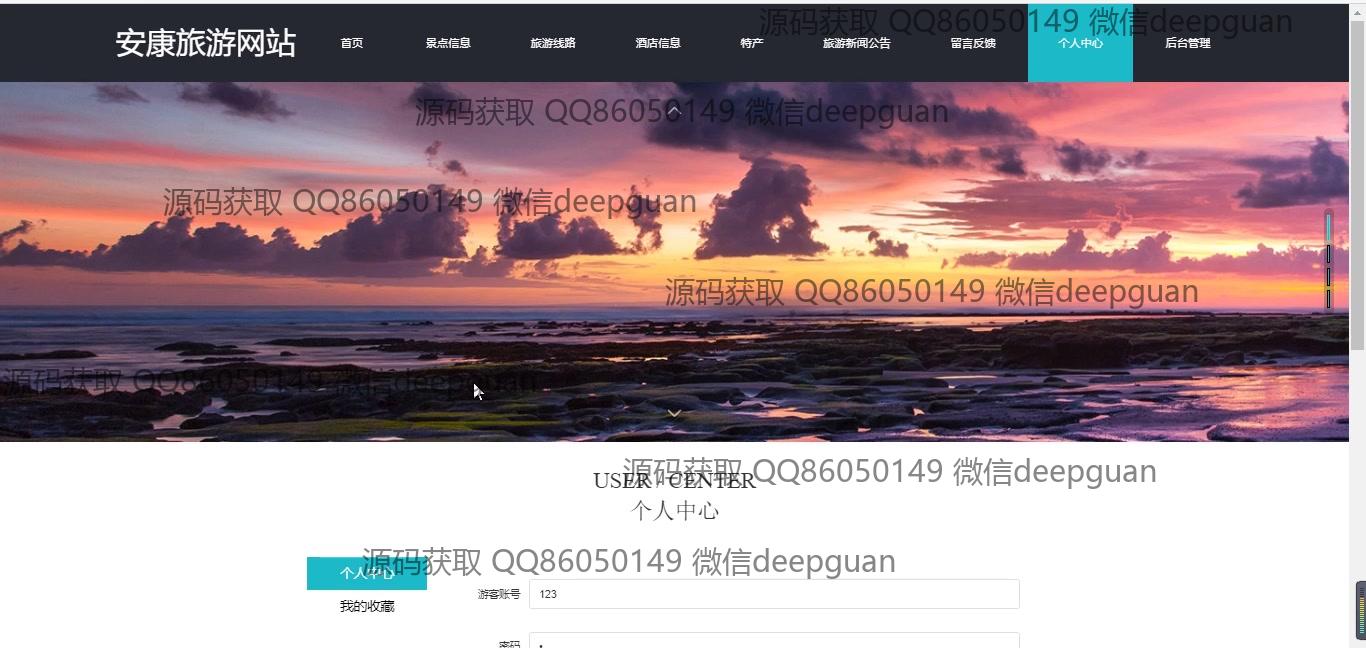 源码获取 QQ86050149 微信deepguan
安康旅游网站 首页 景点信息 旅游线路 酒店信息 特产 旅游新闻公告 留言反馈 个人中心 后台管理
源码获取 QQ86050149 微信deepguan
源码获取 QQ86050149 微信deepguan
源码获取 QQ86050149 微信deepguan
源码获取 QQ86050149 微信deepguan
源码获取 QQ86050149 微信deepguan
USER / CENTER
个人中心
源码获取 QQ86050149 微信deepguan
个人中心
游客账号 123
我的收藏
密码